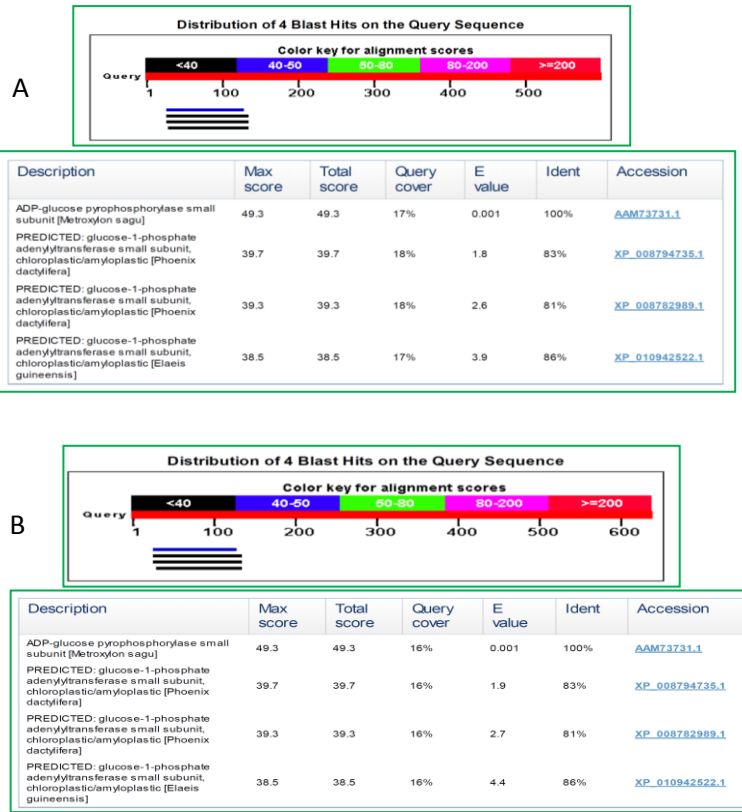 A
Distribution of 4 Blast Hits on the Query Sequence
Color key for alignment scores
<40 40-50 50-80 80-200 >=200
Query
1 100 200 300 400 500
Description Max score Total score Query cover E value Ident Accession
ADP-glucose pyrophosphorylase small
subunit [Metroxylon sagu] 49.3 49.3 17% 0.001 100% AAM73731.1
PREDICTED: glucose-1-phosphate
adenylyltransferase small subunit, 39.7 39.7 18% 1.8 83% XP_008794735.1
chloroplastic/amyloplastic [Phoenix
dactylifera]
PREDICTED: glucose-1-phosphate
adenylyltransferase small subunit, 39.3 39.3 18% 2.6 81% XP_008782989.1
chloroplastic/amyloplastic [Phoenix
dactylifera]
PREDICTED: glucose-1-phosphate
adenylyltransferase small subunit, 38.5 38.5 17% 3.9 86% XP_010942522.1
chloroplastic/amyloplastic [Elaeis
guineensis]
B
Distribution of 4 Blast Hits on the Query Sequence
Color key for alignment scores
<40 40-50 50-80 80-200 >=200
Query
1 100 200 300 400 500 600
Description Max score Total score Query cover E value Ident Accession
ADP-glucose pyrophosphorylase small
subunit [Metroxylon sagu] 49.3 49.3 16% 0.001 100% AAM73731.1
PREDICTED: glucose-1-phosphate
adenylyltransferase small subunit, 39.7 39.7 16% 1.9 83% XP_008794735.1
chloroplastic/amyloplastic [Phoenix
dactylifera]
PREDICTED: glucose-1-phosphate
adenylyltransferase small subunit, 39.3 39.3 16% 2.7 81% XP_008782989.1
chloroplastic/amyloplastic [Phoenix
dactylifera]
PREDICTED: glucose-1-phosphate
adenylyltransferase small subunit, 38.5 38.5 16% 4.4 86% XP_010942522.1
chloroplastic/amyloplastic [Elaeis
guineensis]